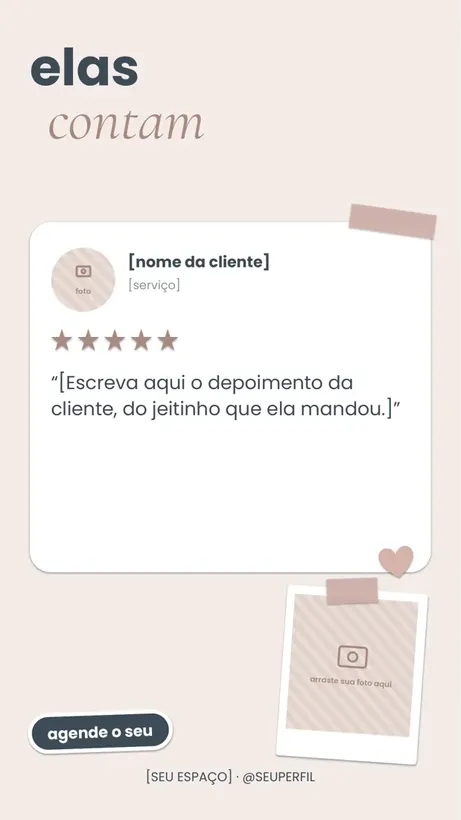 elas
contam
foto
[nome da cliente]
[serviço]
“[Escreva aqui o depoimento da
cliente, do jeitinho que ela mandou.]”
arraste sua foto aqui
agende o seu
[SEU ESPAÇO] · @SEUPERFIL